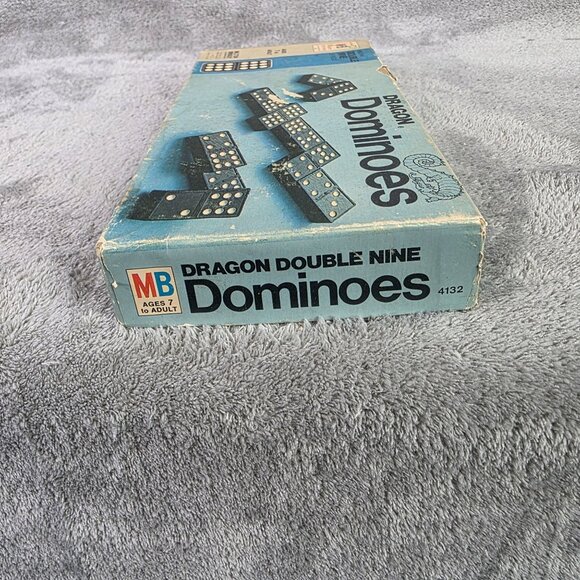 DRAGON
Dominoes
MB
AGES 7
to ADULT
DRAGON DOUBLE NINE
Dominoes 4132